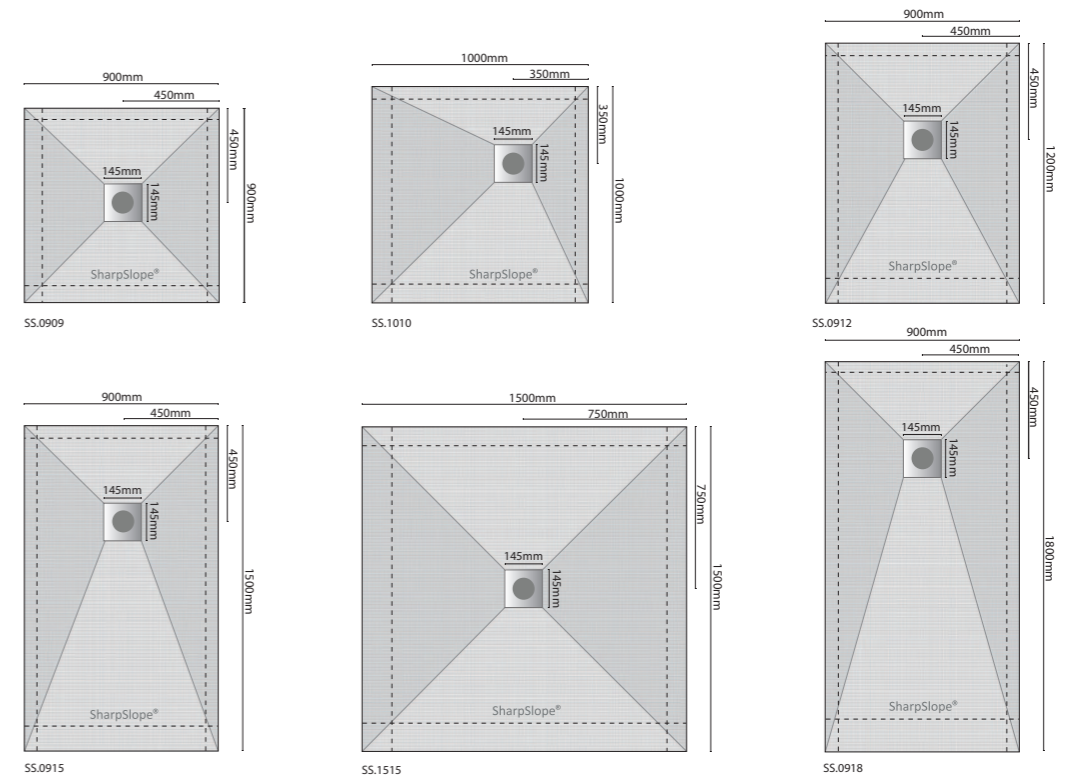 900mm
450mm
450mm
900mm
145mm
145mm
SharpSlope®
SS.0909
1000mm
350mm
350mm
1000mm
145mm
145mm
SharpSlope®
SS.1010
900mm
450mm
450mm
1200mm
145mm
145mm
SharpSlope®
SS.0912
900mm
450mm
450mm
1500mm
145mm
145mm
SharpSlope®
SS.0915
1500mm
750mm
750mm
1500mm
145mm
145mm
SharpSlope®
SS.1515
900mm
450mm
450mm
1800mm
145mm
145mm
SharpSlope®
SS.0918